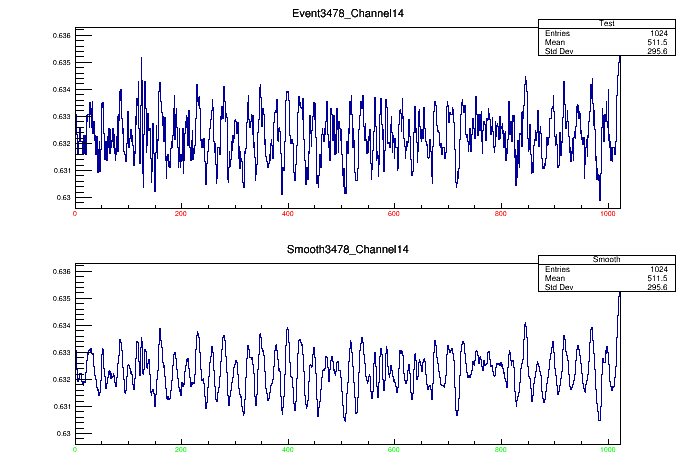 Event3478_Channel14
Test
Entries 1024
Mean 511.5
Std Dev 295.6
0.636
0.635
0.634
0.633
0.632
0.631
0.63
0 200 400 600 800 1000
Smooth3478_Channel14
Smooth
Entries 1024
Mean 511.5
Std Dev 295.6
0.636
0.635
0.634
0.633
0.632
0.631
0.63
0 200 400 600 800 1000